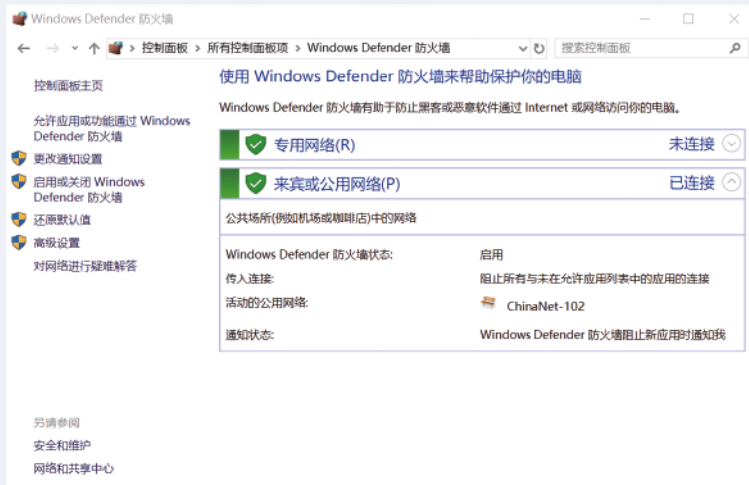 Windows Defender 防火墙
控制面板 › 所有控制面板项 › Windows Defender 防火墙
搜索控制面板
控制面板主页
允许应用或功能通过 Windows
Defender 防火墙
更改通知设置
启用或关闭 Windows
Defender 防火墙
还原默认值
高级设置
对网络进行疑难解答
使用 Windows Defender 防火墙来帮助保护你的电脑
Windows Defender 防火墙有助于防止黑客或恶意软件通过 Internet 或网络访问你的电脑。
专用网络(R) 未连接
来宾或公用网络(P) 已连接
公共场所(例如机场或咖啡店)中的网络
Windows Defender 防火墙状态: 启用
传入连接: 阻止所有与未在允许应用列表中的应用的连接
活动的公用网络: ChinaNet-102
通知状态: Windows Defender 防火墙阻止新应用时通知我
另请参阅
安全和维护
网络和共享中心